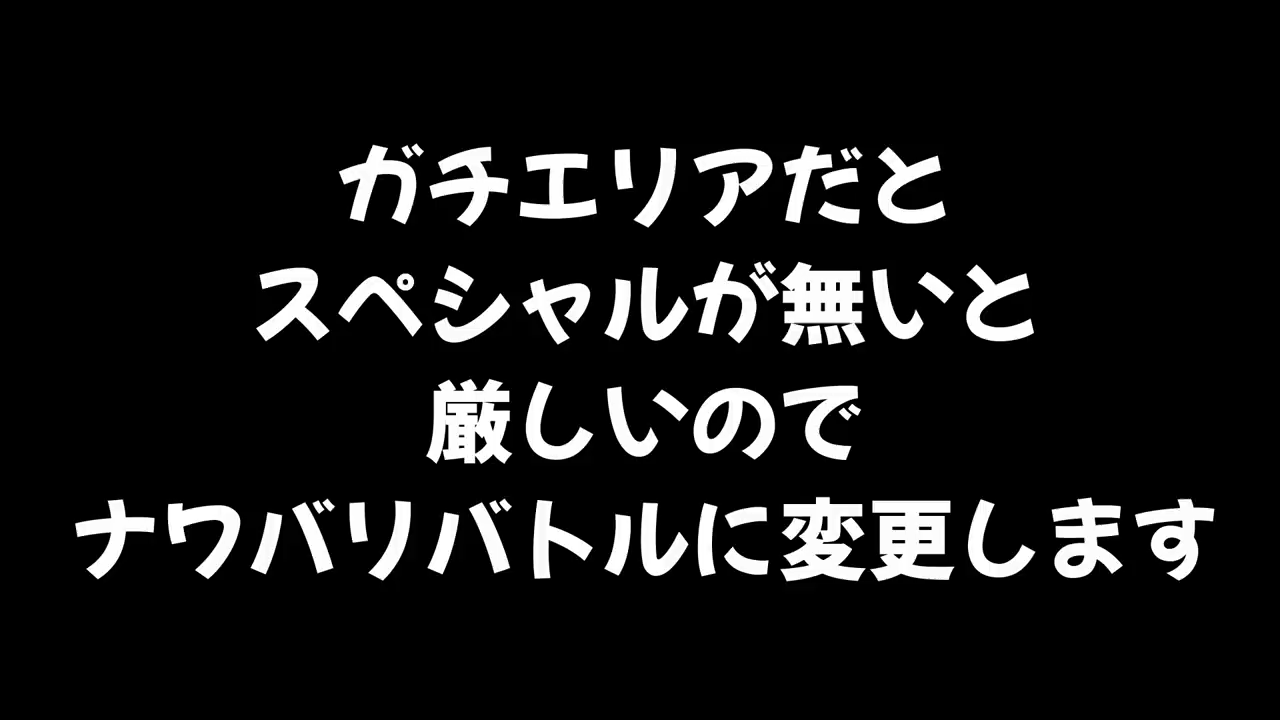 ガチエリアだと
スペシャルが無いと
厳しいので
ナワバリバトルに変更します